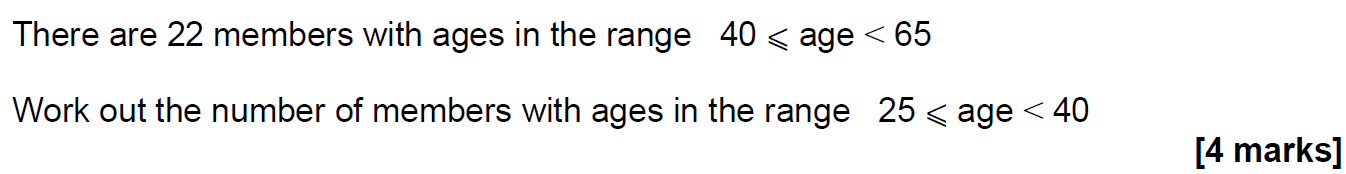 There are 22 members with ages in the range 40 ⩽ age < 65
Work out the number of members with ages in the range 25 ⩽ age < 40
[4 marks]